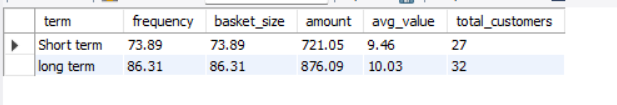 term frequency basket_size amount avg_value total_customers
Short term 73.89 73.89 721.05 9.46 27
long term 86.31 86.31 876.09 10.03 32